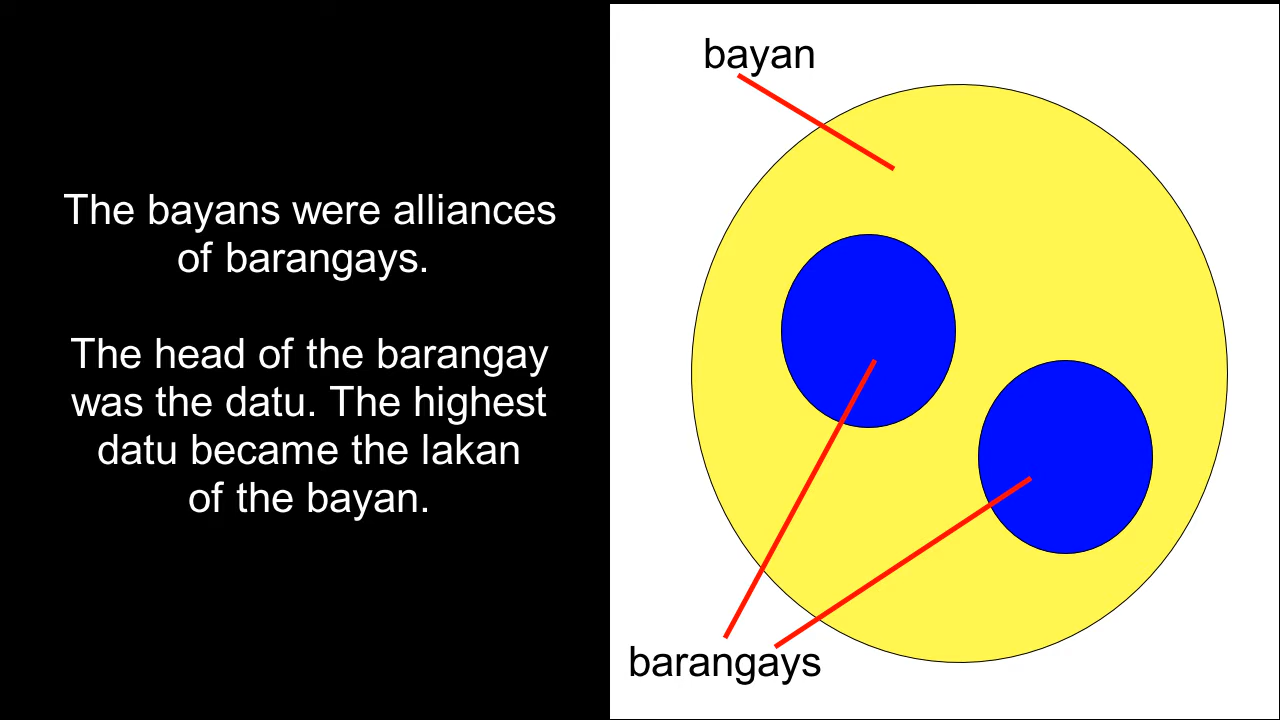 The bayans were alliances
of barangays.
The head of the barangay
was the datu. The highest
datu became the lakan
of the bayan.
bayan
barangays